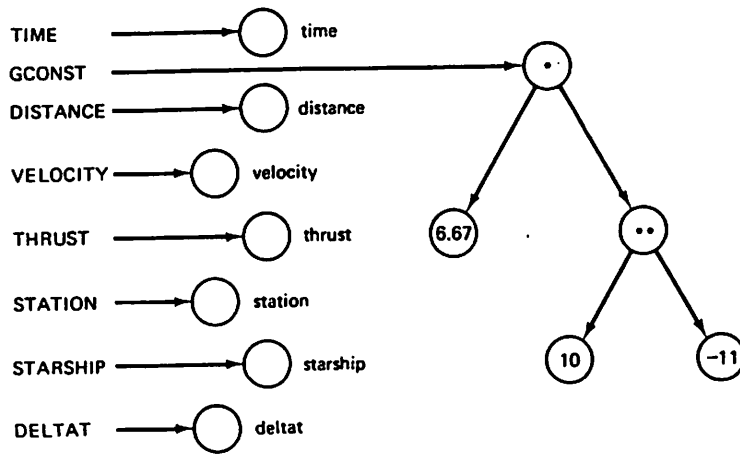 TIME time
GCONST •
DISTANCE distance
VELOCITY velocity
6.67 ••
THRUST thrust
STATION station
10 -11
STARSHIP starship
DELTAT deltat